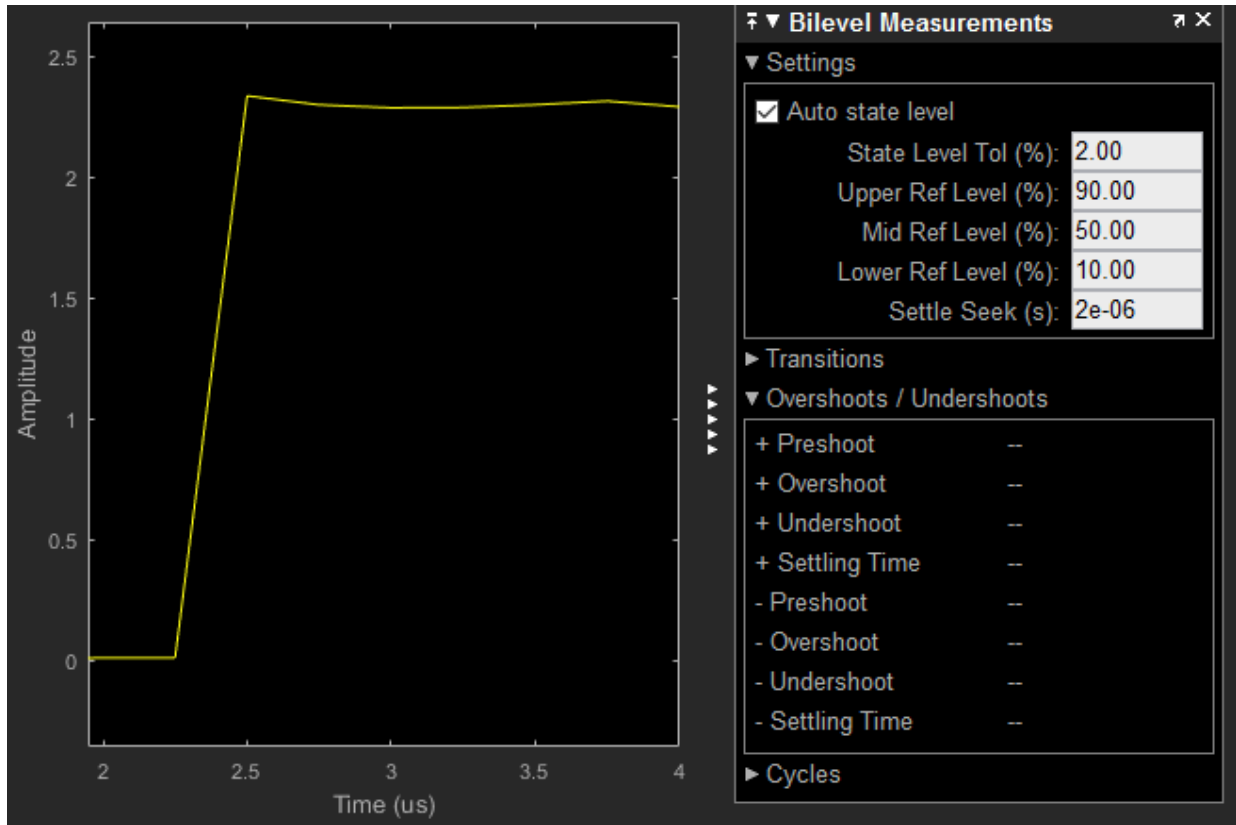 2.5
2
1.5
1
0.5
0
Amplitude
2
2.5
3
3.5
4
Time (us)
Bilevel Measurements
Settings
Auto state level
State Level Tol (%): 2.00
Upper Ref Level (%): 90.00
Mid Ref Level (%): 50.00
Lower Ref Level (%): 10.00
Settle Seek (s): 2e-06
Transitions
Overshoots / Undershoots
+ Preshoot --
+ Overshoot --
+ Undershoot --
+ Settling Time --
- Preshoot --
- Overshoot --
- Undershoot --
- Settling Time --
Cycles